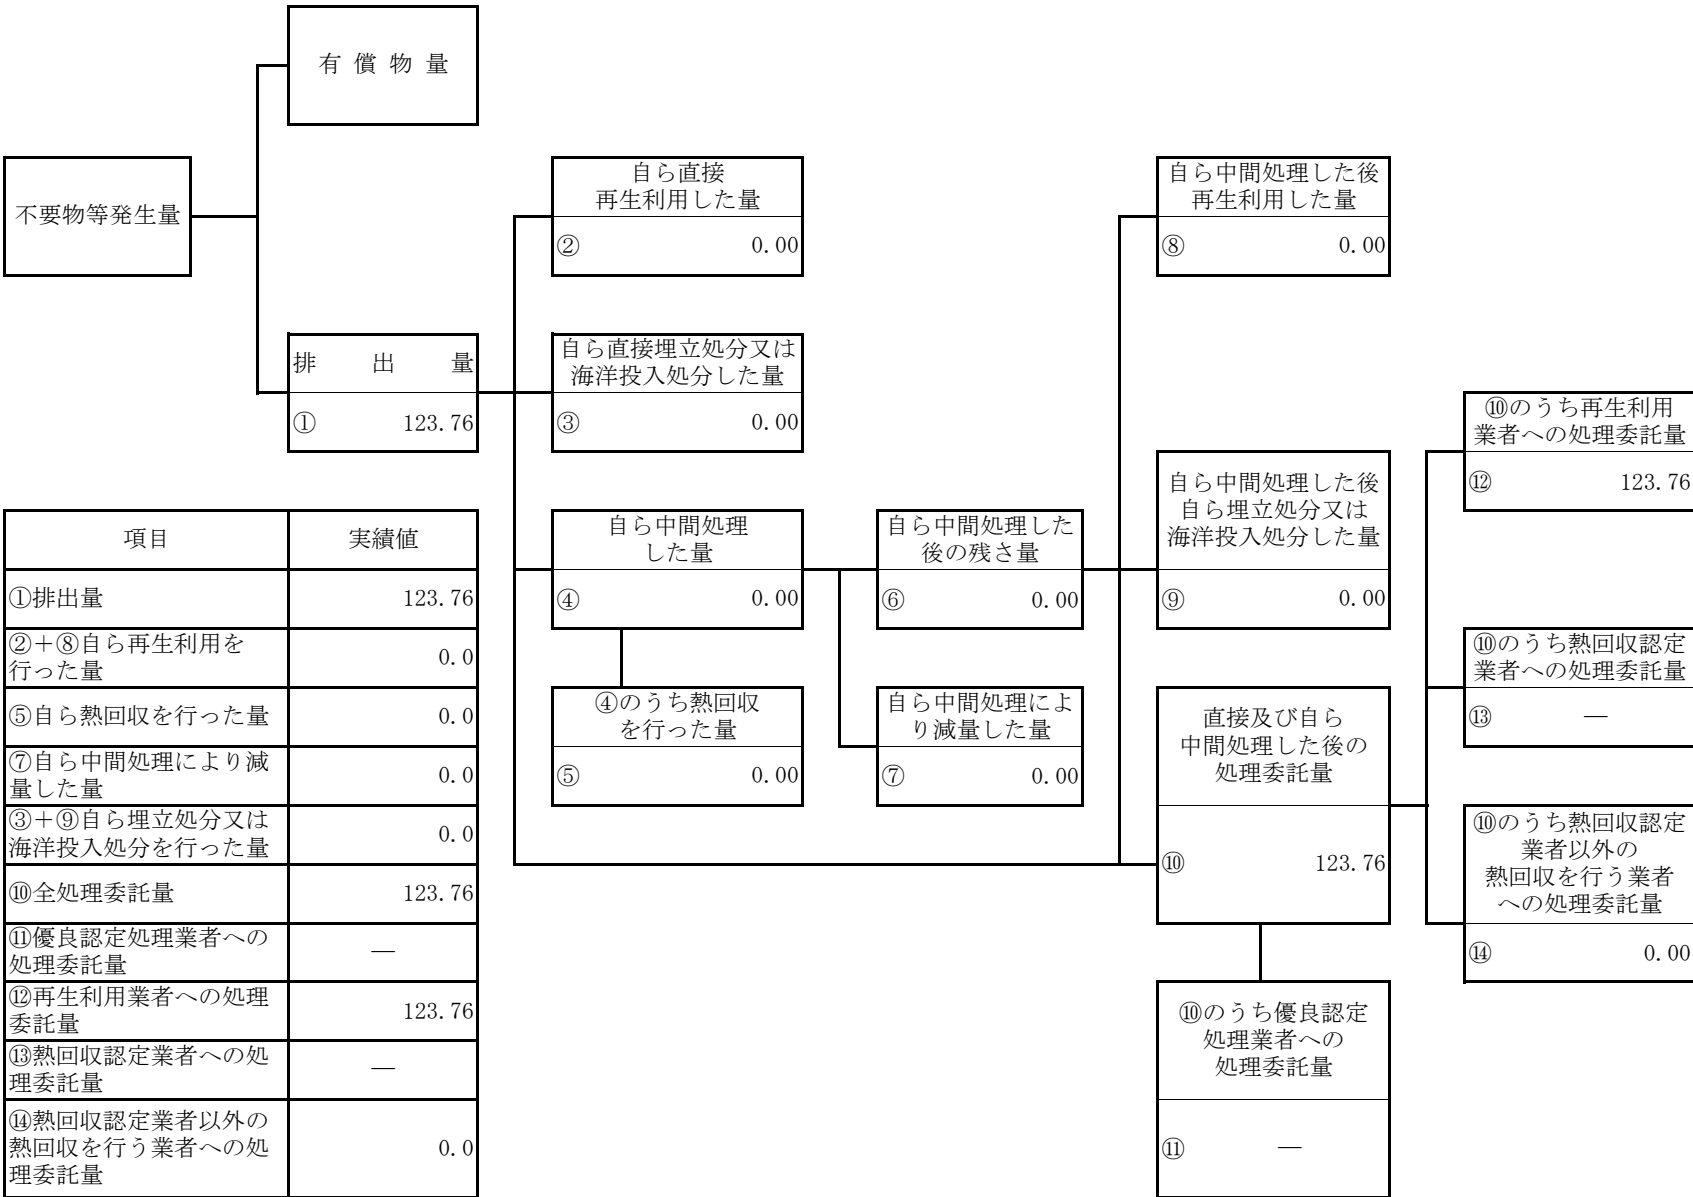 有 償 物 量
不要物等発生量
自ら直接
再生利用した量
② 0.00
自ら中間処理した後
再生利用した量
⑧ 0.00
排 出 量
① 123.76
自ら直接埋立処分又は
海洋投入処分した量
③ 0.00
⑩のうち再生利用
業者への処理委託量
⑫ 123.76
自ら中間処理した後
自ら埋立処分又は
海洋投入処分した量
⑨ 0.00
自ら中間処理
した量
④ 0.00
自ら中間処理した
後の残さ量
⑥ 0.00
⑩のうち熱回収認定
業者への処理委託量
⑬ ―
④のうち熱回収
を行った量
⑤ 0.00
自ら中間処理によ
り減量した量
⑦ 0.00
直接及び自ら
中間処理した後の
処理委託量
⑩ 123.76
⑩のうち熱回収認定
業者以外の
熱回収を行う業者
への処理委託量
⑭ 0.00
⑩のうち優良認定
処理業者への
処理委託量
⑪ ―
項目 実績値
①排出量 123.76
②+⑧自ら再生利用を
行った量 0.0
⑤自ら熱回収を行った量 0.0
⑦自ら中間処理により減
量した量 0.0
③+⑨自ら埋立処分又は
海洋投入処分を行った量 0.0
⑩全処理委託量 123.76
⑪優良認定処理業者への
処理委託量 ―
⑫再生利用業者への処理
委託量 123.76
⑬熱回収認定業者への処
理委託量 ―
⑭熱回収認定業者以外の
熱回収を行う業者への処
理委託量 0.0